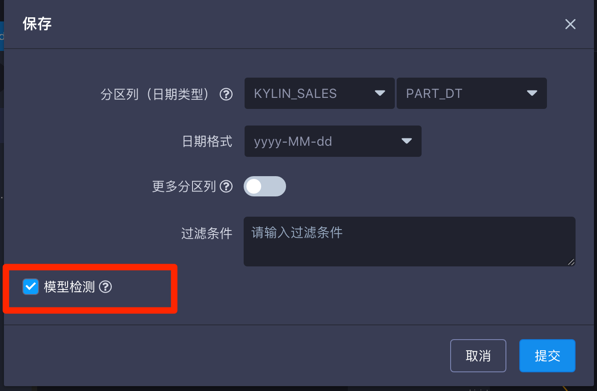 保存
分区列（日期类型） KYLIN_SALES PART_DT
日期格式 yyyy-MM-dd
更多分区列
过滤条件 请输入过滤条件
模型检测
取消 提交